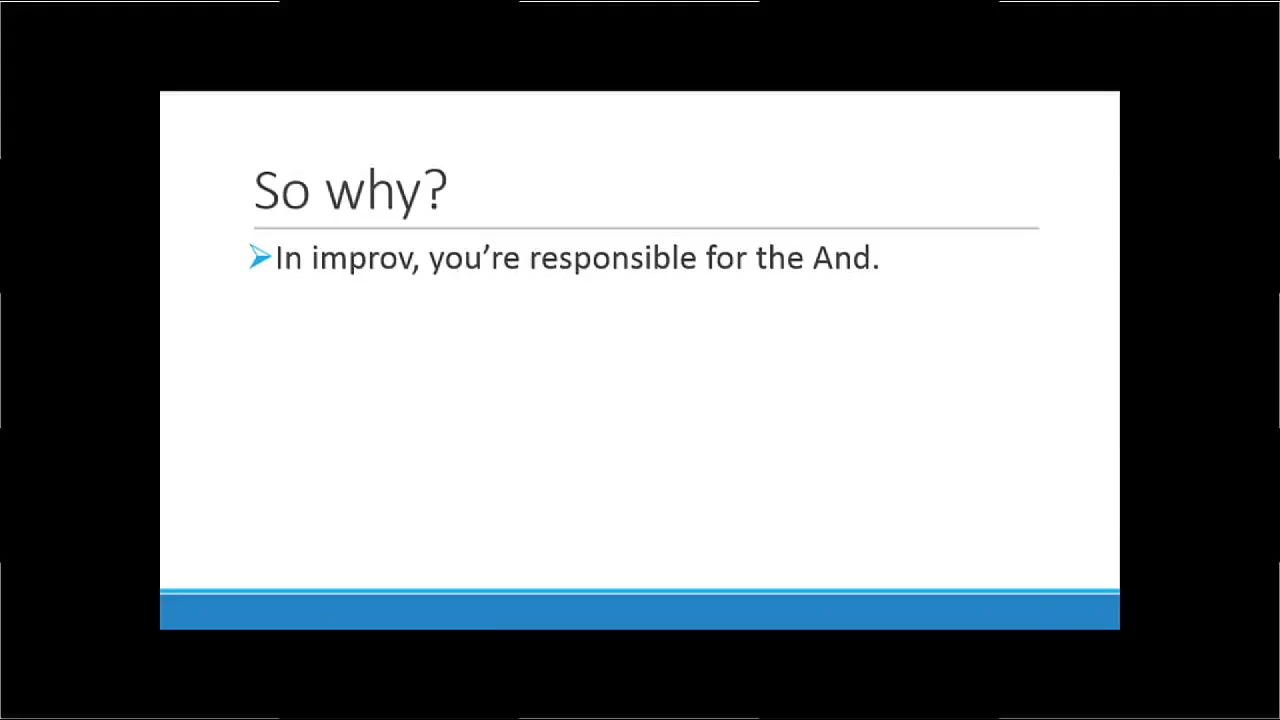 So why?
In improv, you’re responsible for the And.